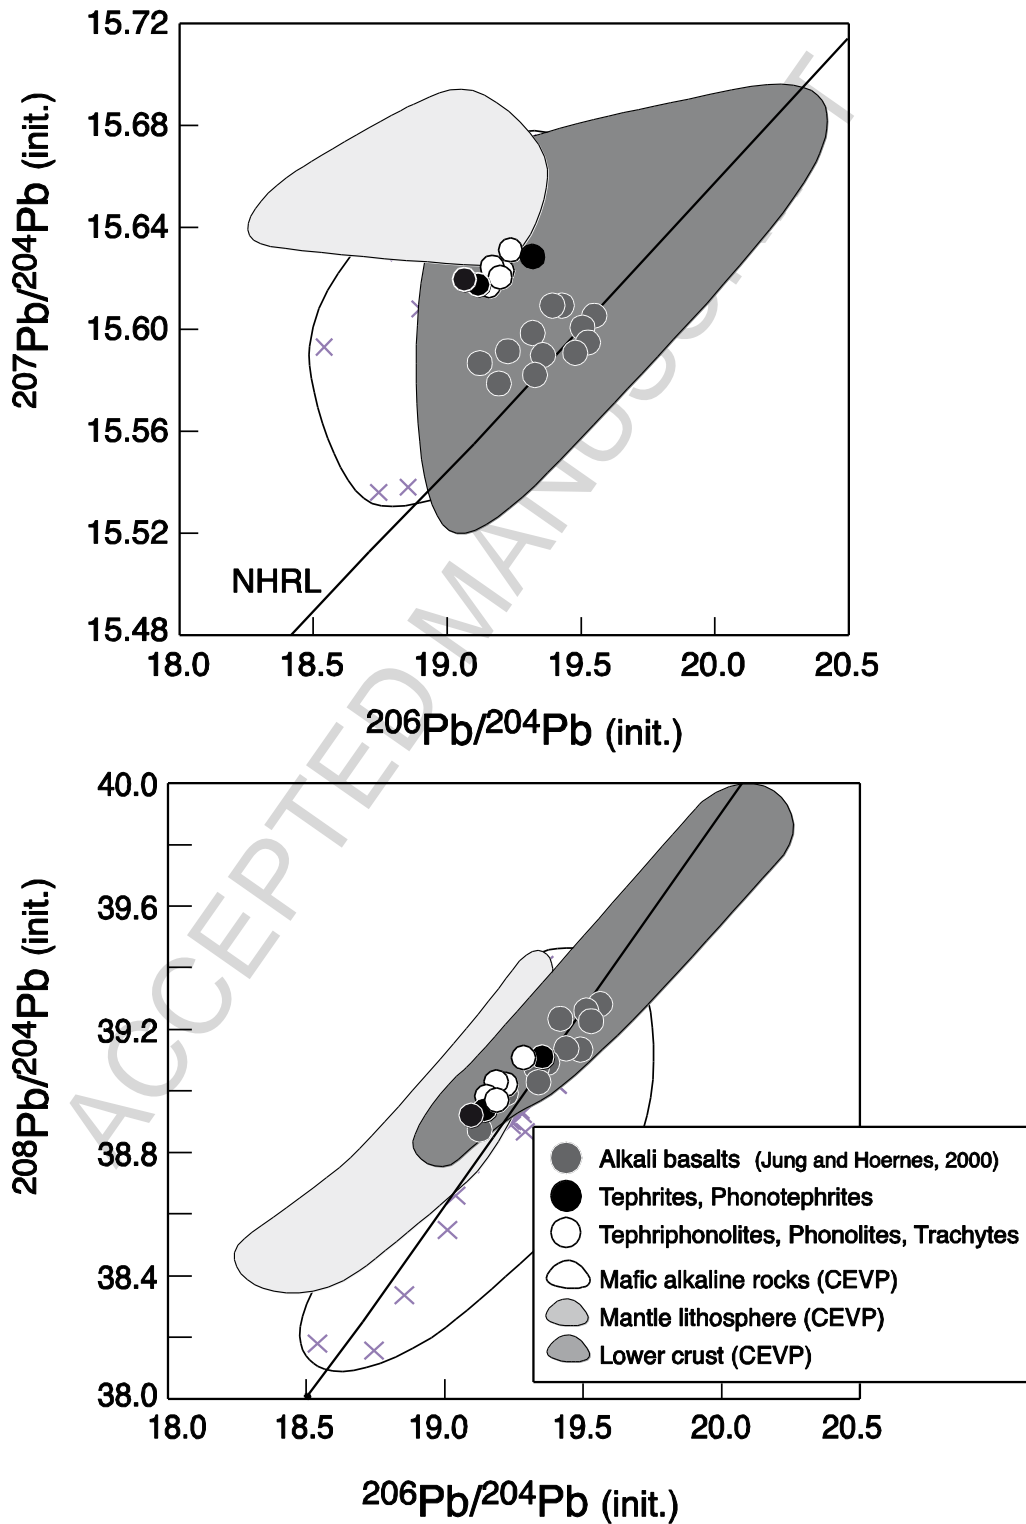 15.72
15.68
15.64
15.60
15.56
15.52
15.48
207Pb/204Pb (init.)
NHRL
18.0 18.5 19.0 19.5 20.0 20.5
206Pb/204Pb (init.)
ACCEPTED MANUSCRIPT
40.0
39.6
39.2
38.8
38.4
38.0
208Pb/204Pb (init.)
Alkali basalts (Jung and Hoernes, 2000)
Tephrites, Phonotephrites
Tephriphonolites, Phonolites, Trachytes
Mafic alkaline rocks (CEVP)
Mantle lithosphere (CEVP)
Lower crust (CEVP)
18.0 18.5 19.0 19.5 20.0 20.5
206Pb/204Pb (init.)